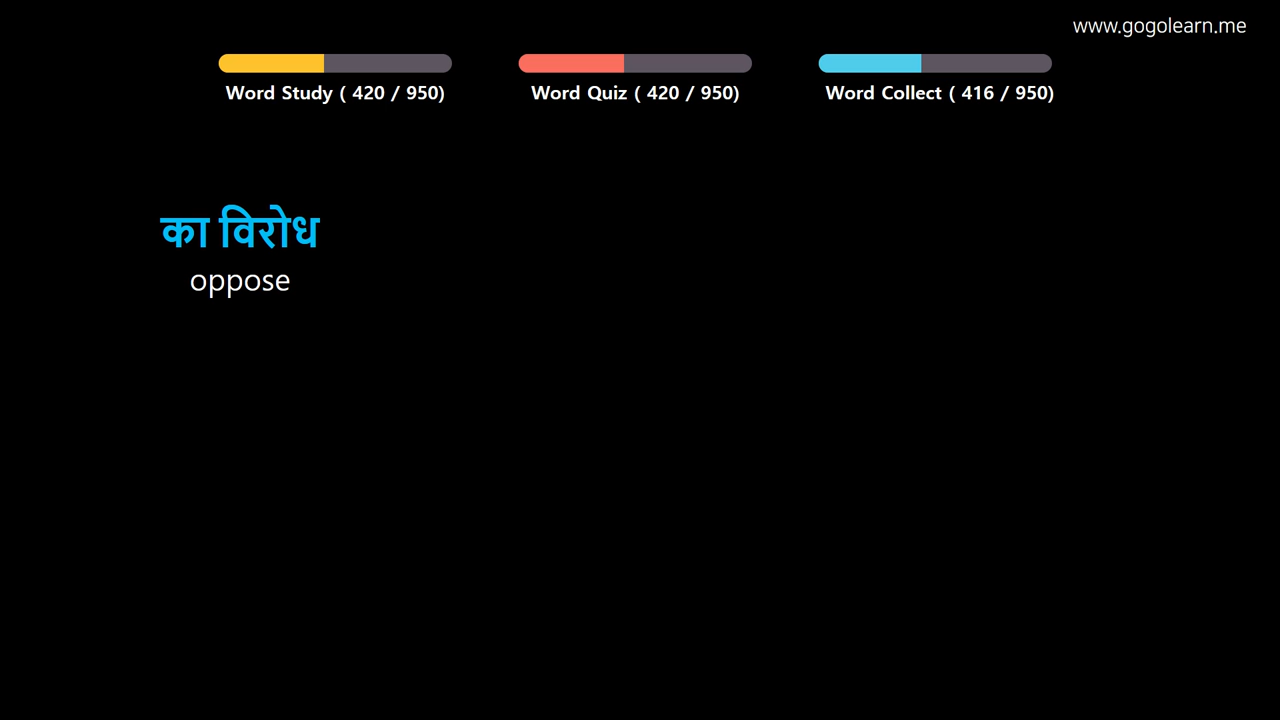 www.gogolearn.me
Word Study ( 420 / 950)
Word Quiz ( 420 / 950)
Word Collect ( 416 / 950)
का विरोध
oppose